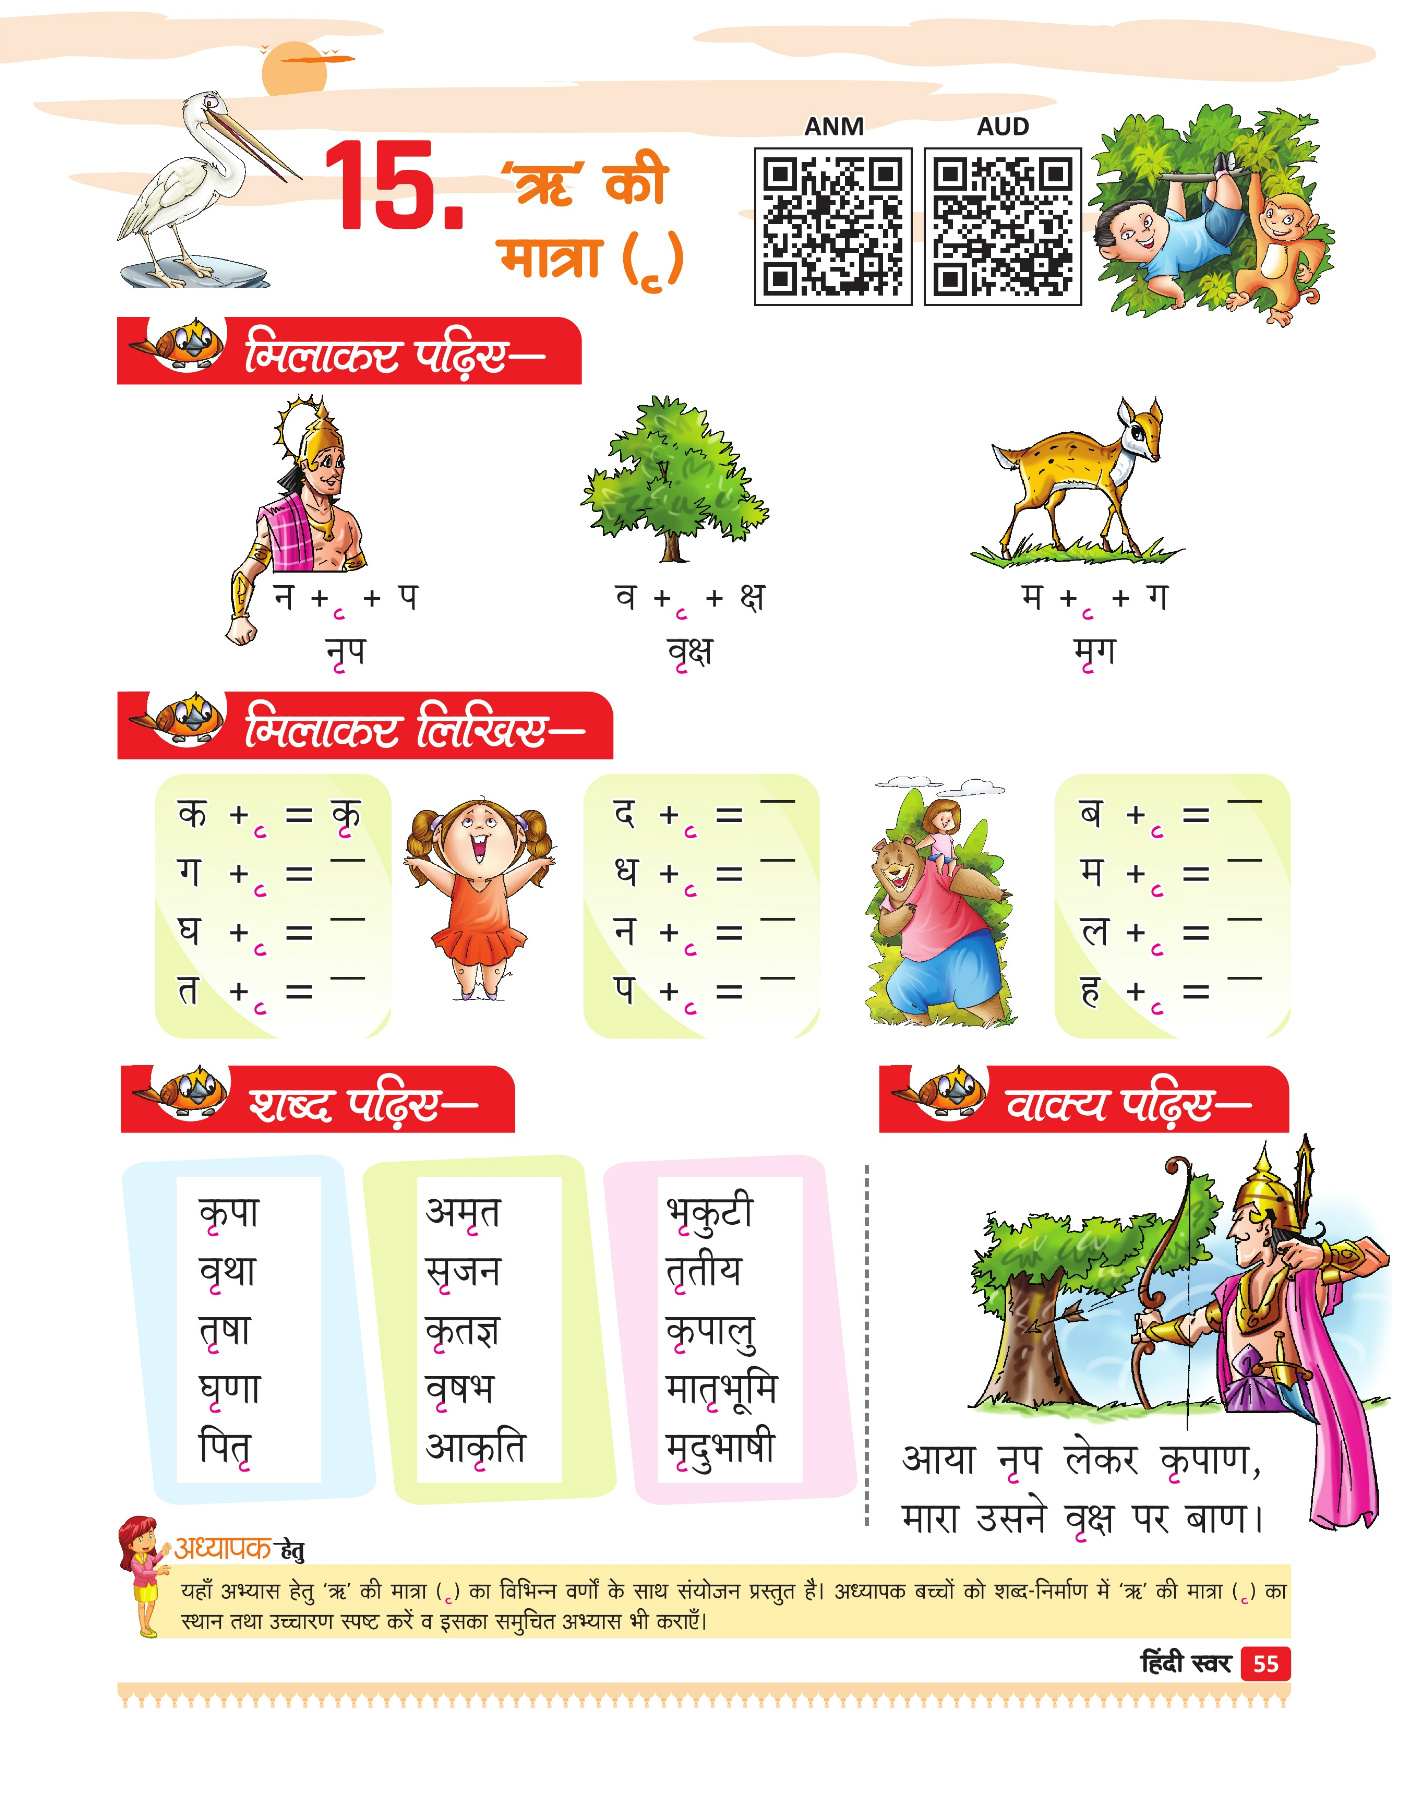 15. ‘ऋ’ की
मात्रा (ृ)
ANM AUD
मिलाकर पढ़िए—
न + ृ + प
नृप
व + ृ + क्ष
वृक्ष
म + ृ + ग
मृग
मिलाकर लिखिए—
क + ृ = कृ
ग + ृ = —
घ + ृ = —
त + ृ = —
द + ृ = —
ध + ृ = —
न + ृ = —
प + ृ = —
ब + ृ = —
म + ृ = —
ल + ृ = —
ह + ृ = —
शब्द पढ़िए—
कृपा
वृथा
तृषा
घृणा
पितृ
अमृत
सृजन
कृतज्ञ
वृषभ
आकृति
भृकुटी
तृतीय
कृपालु
मातृभूमि
मृदुभाषी
वाक्य पढ़िए—
आया नृप लेकर कृपाण,
मारा उसने वृक्ष पर बाण।
अध्यापक हेतु
यहाँ अभ्यास हेतु ‘ऋ’ की मात्रा (ृ) का विभिन्न वर्णों के साथ संयोजन प्रस्तुत है। अध्यापक बच्चों को शब्द-निर्माण में ‘ऋ’ की मात्रा (ृ) का
स्थान तथा उच्चारण स्पष्ट करें व इसका समुचित अभ्यास भी कराएँ।
हिंदी स्वर 55